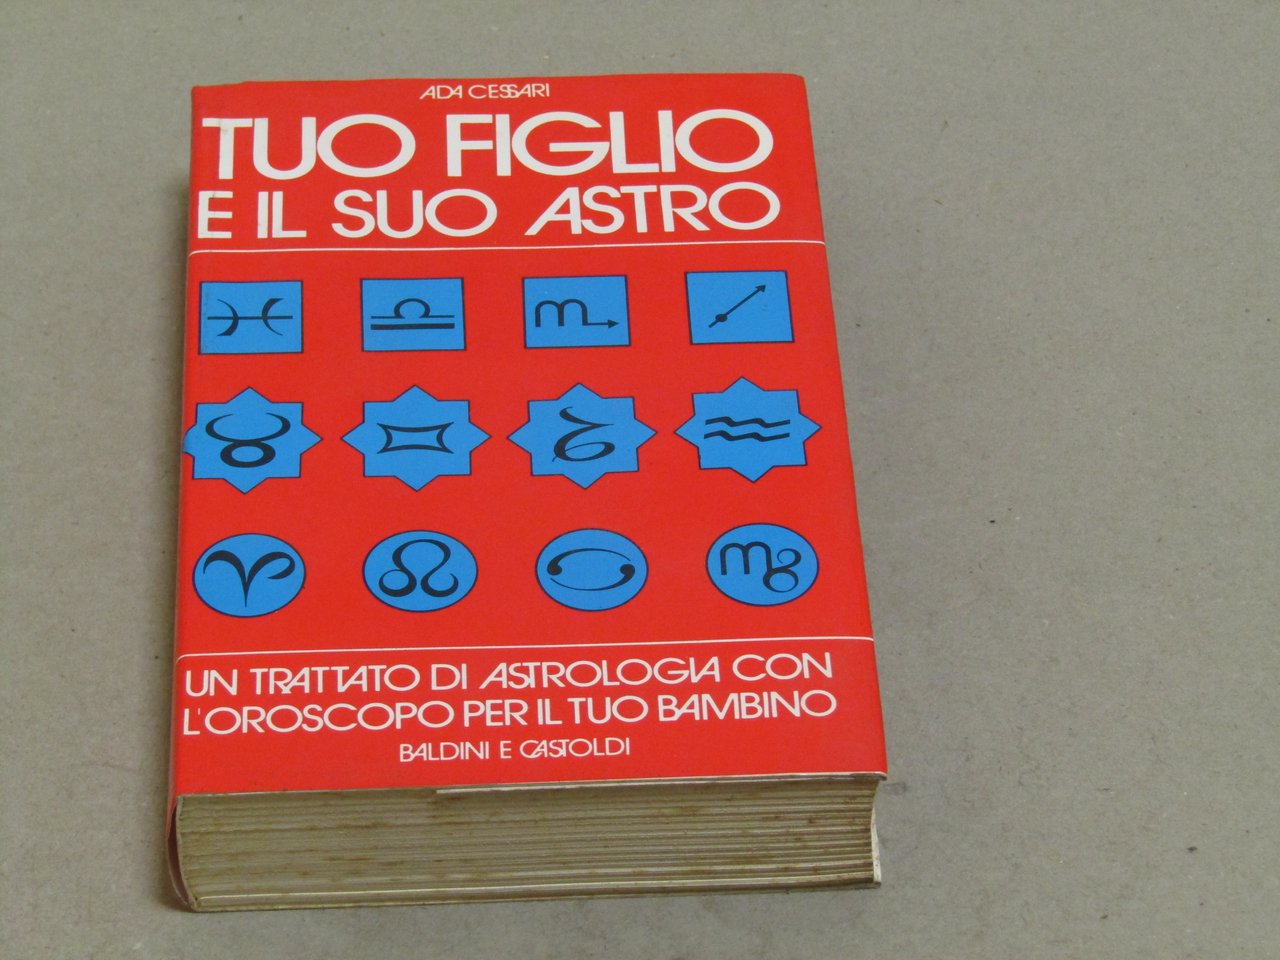 ADA CESSARI
TUO FIGLIO
E IL SUO ASTRO
UN TRATTATO DI ASTROLOGIA CON
L'OROSCOPO PER IL TUO BAMBINO
BALDINI E CASTOLDI